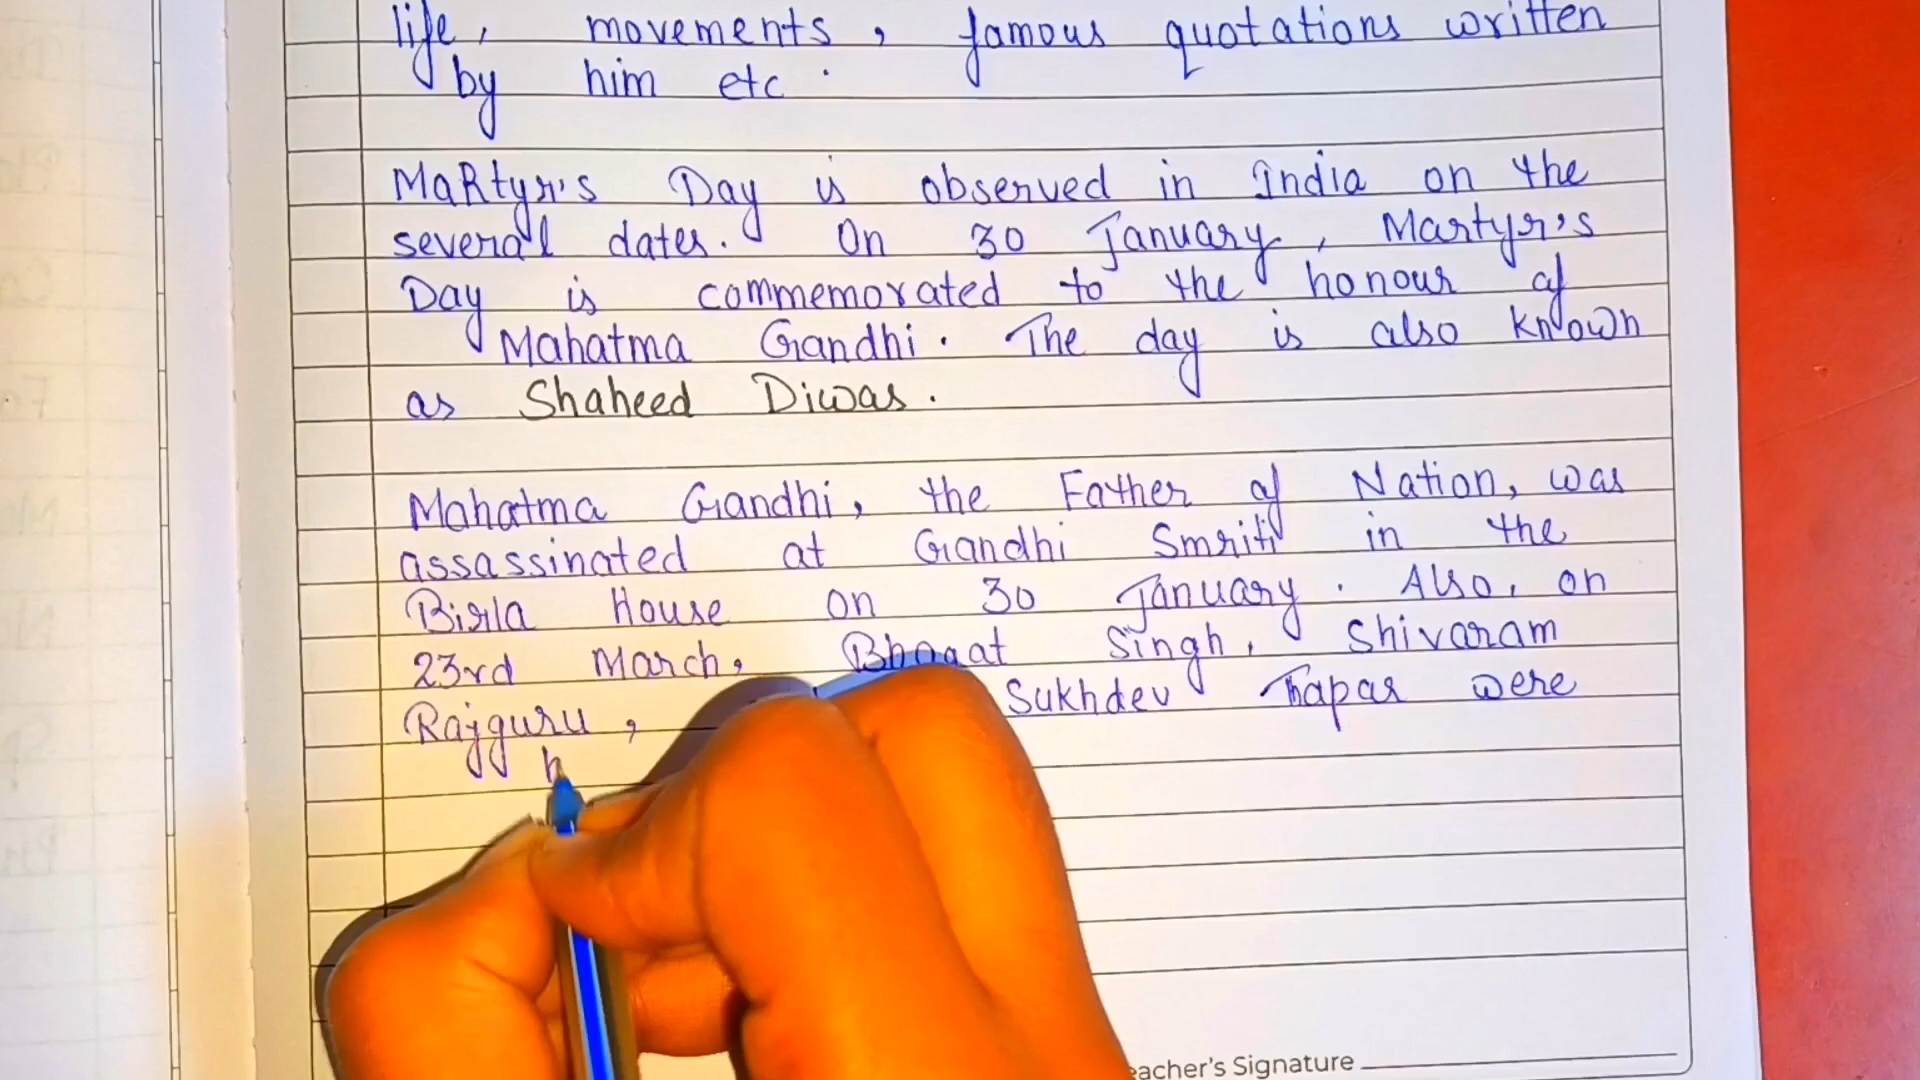 life, movements, famous quotations written
by him etc.
MaRtyr's Day is observed in India on the
several dates. On 30 January, Martyr's
Day is commemorated to the honour of
Mahatma Gandhi. The day is also known
as Shaheed Diwas.
Mahatma Gandhi, the Father of Nation, was
assassinated at Gandhi Smriti in the
Birla House on 30 January. Also, on
23rd March, Bhagat Singh, Shivaram
Rajguru, Sukhdev Thapar were
h
eacher's Signature